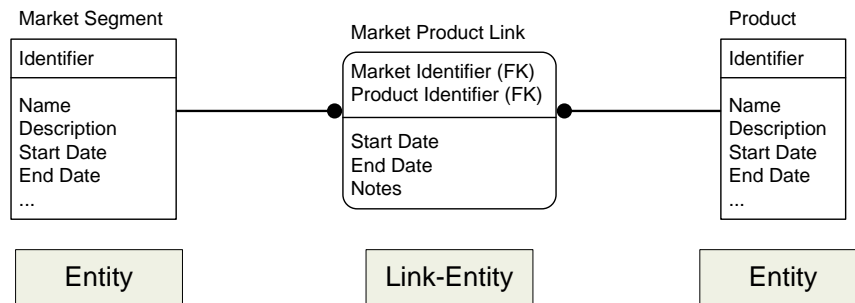 Market Segment
Identifier
Name
Description
Start Date
End Date
...
Market Product Link
Market Identifier (FK)
Product Identifier (FK)
Start Date
End Date
Notes
Product
Identifier
Name
Description
Start Date
End Date
...
Entity
Link-Entity
Entity